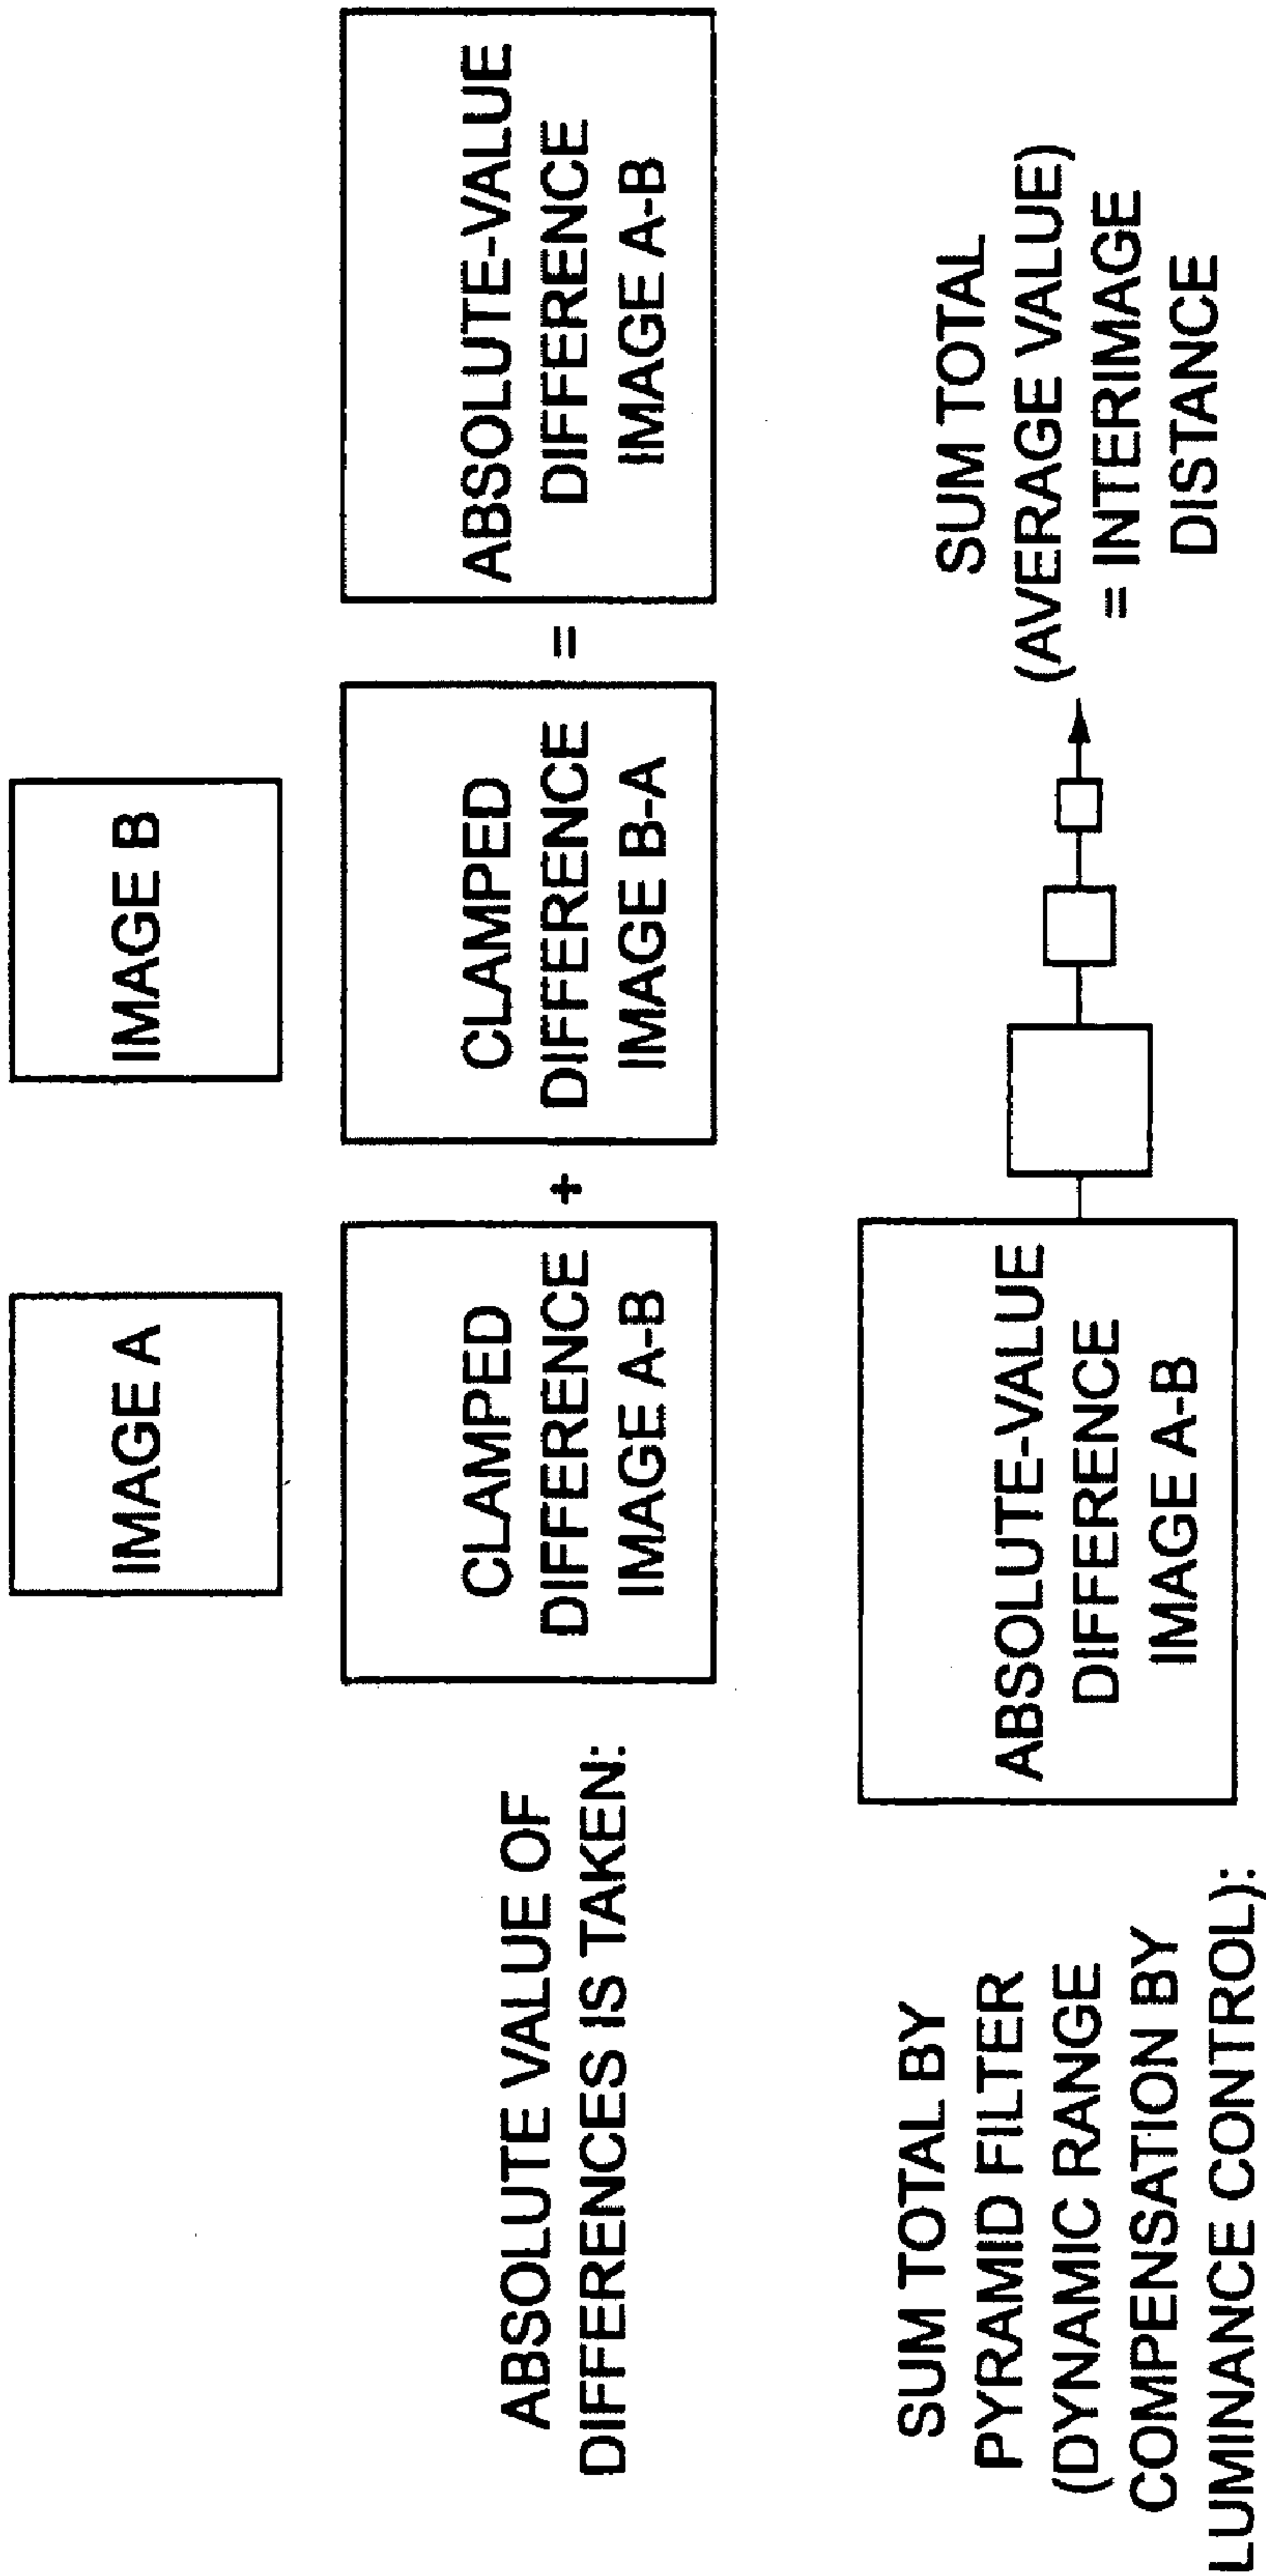 IMAGE A
IMAGE B
ABSOLUTE VALUE OF
DIFFERENCES IS TAKEN:
CLAMPED
DIFFERENCE
IMAGE A-B
+
CLAMPED
DIFFERENCE
IMAGE B-A
=
ABSOLUTE-VALUE
DIFFERENCE
IMAGE A-B
SUM TOTAL BY
PYRAMID FILTER
(DYNAMIC RANGE
COMPENSATION BY
LUMINANCE CONTROL):
ABSOLUTE-VALUE
DIFFERENCE
IMAGE A-B
SUM TOTAL
(AVERAGE VALUE)
= INTERIMAGE
DISTANCE